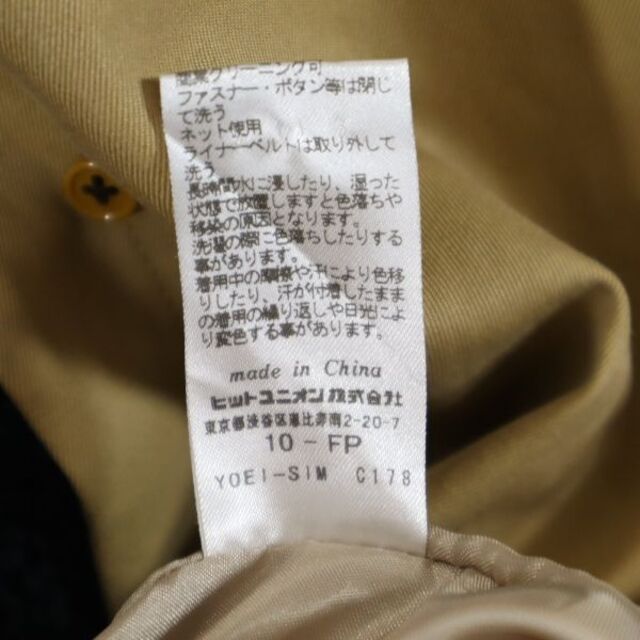 クリーニング可
ファスナー・ボタン等は閉じ
て洗う
ネット使用
ライナーベルトは取り外して
洗う
長時間水に浸したり、湿った
状態で放置しますと色落ちや
移染の原因となります。
洗濯の際に色落ちしたりする
事があります。
着用中の摩擦や汗により色移
りしたり、汗が付着したまま
の着用の繰り返しや日光によ
り変色する事があります。
made in China
ヒットユニオン株式会社
東京都渋谷区恵比寿南2-20-7
10-FP
YOEI-SIM C178